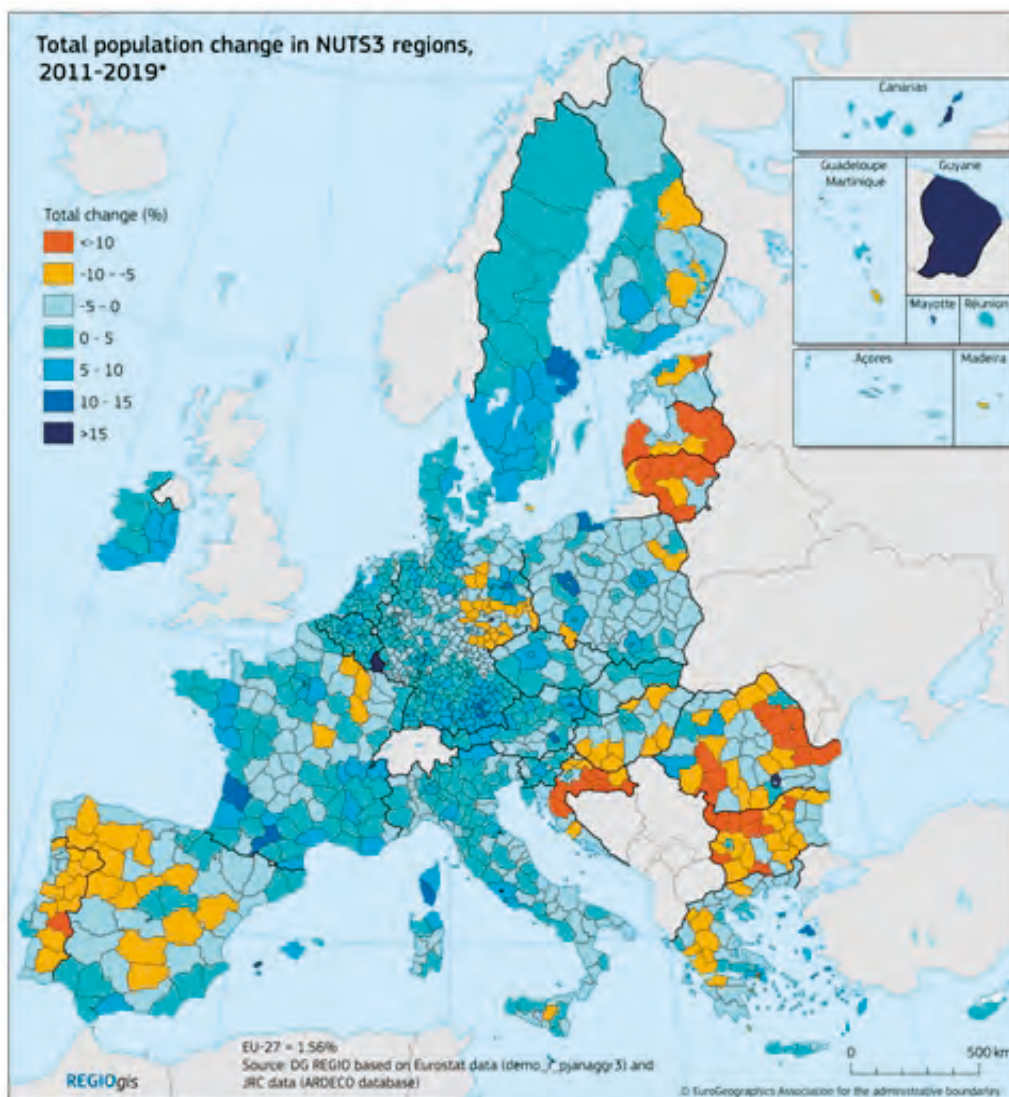 Total population change in NUTS3 regions,
2011-2019*
Total change (%)
<-10
-10 - -5
-5 - 0
0 - 5
5 - 10
10 - 15
>15
Canarias
Guadeloupe
Martinique
Guyane
Mayotte
Réunion
Açores
Madeira
EU-27 = 1.56%
Source: DG REGIO based on Eurostat data (demo_r_pjanaggr3) and
JRC data (ARDECO database)
REGIOgis
0 500 km
© EuroGeographics Association for the administrative boundaries